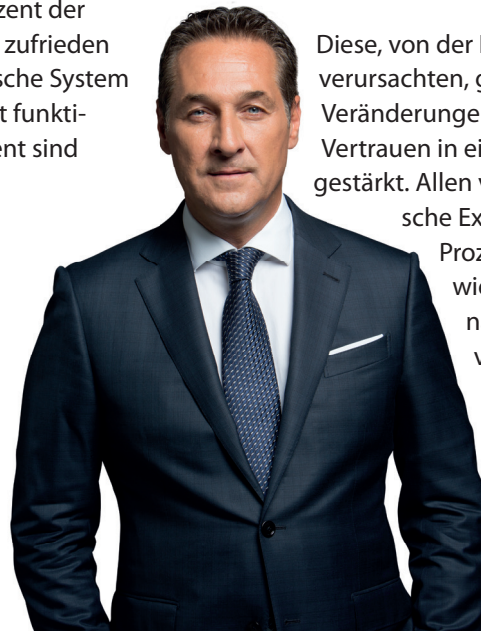 zent der
zufrieden
sche System
t funkti-
ent sind
Diese, von der
verursachten, g
Veränderunge
Vertrauen in ei
gestärkt. Allen v
sche Ex
Proz
wi
n
v